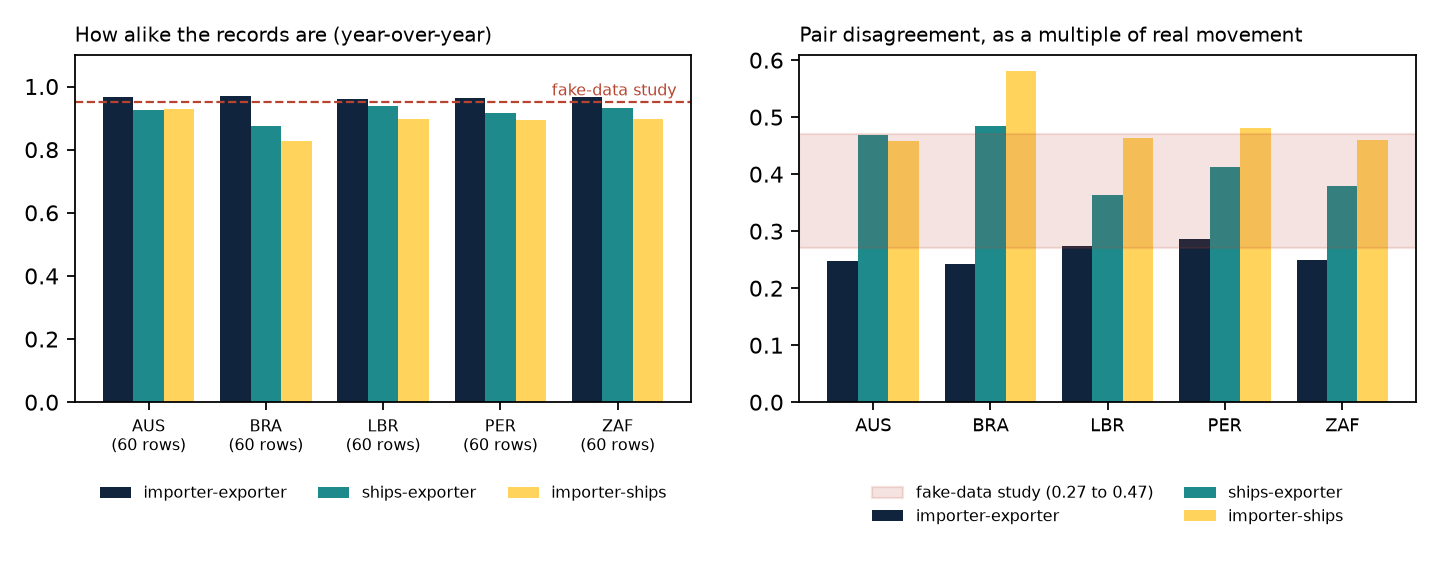 How alike the records are (year-over-year)
1.0
0.8
0.6
0.4
0.2
0.0
fake-data study
AUS
(60 rows)
BRA
(60 rows)
LBR
(60 rows)
PER
(60 rows)
ZAF
(60 rows)
importer-exporter
ships-exporter
importer-ships
Pair disagreement, as a multiple of real movement
0.6
0.5
0.4
0.3
0.2
0.1
0.0
AUS
BRA
LBR
PER
ZAF
fake-data study (0.27 to 0.47)
importer-exporter
ships-exporter
importer-ships